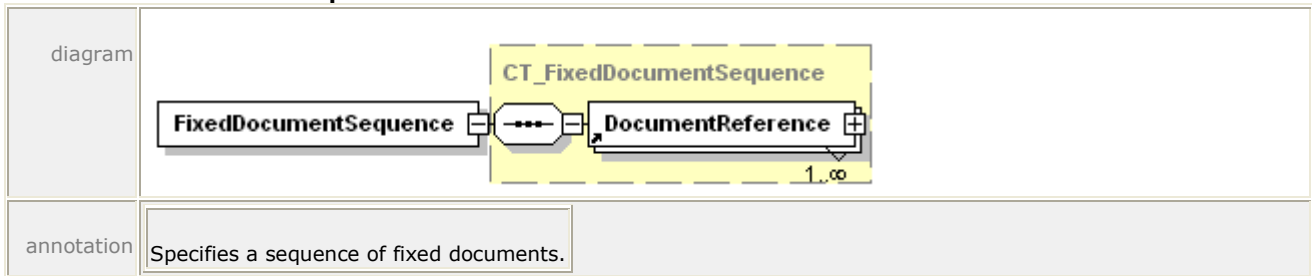 diagram
CT_FixedDocumentSequence
FixedDocumentSequence
DocumentReference
1..∞
annotation
Specifies a sequence of fixed documents.